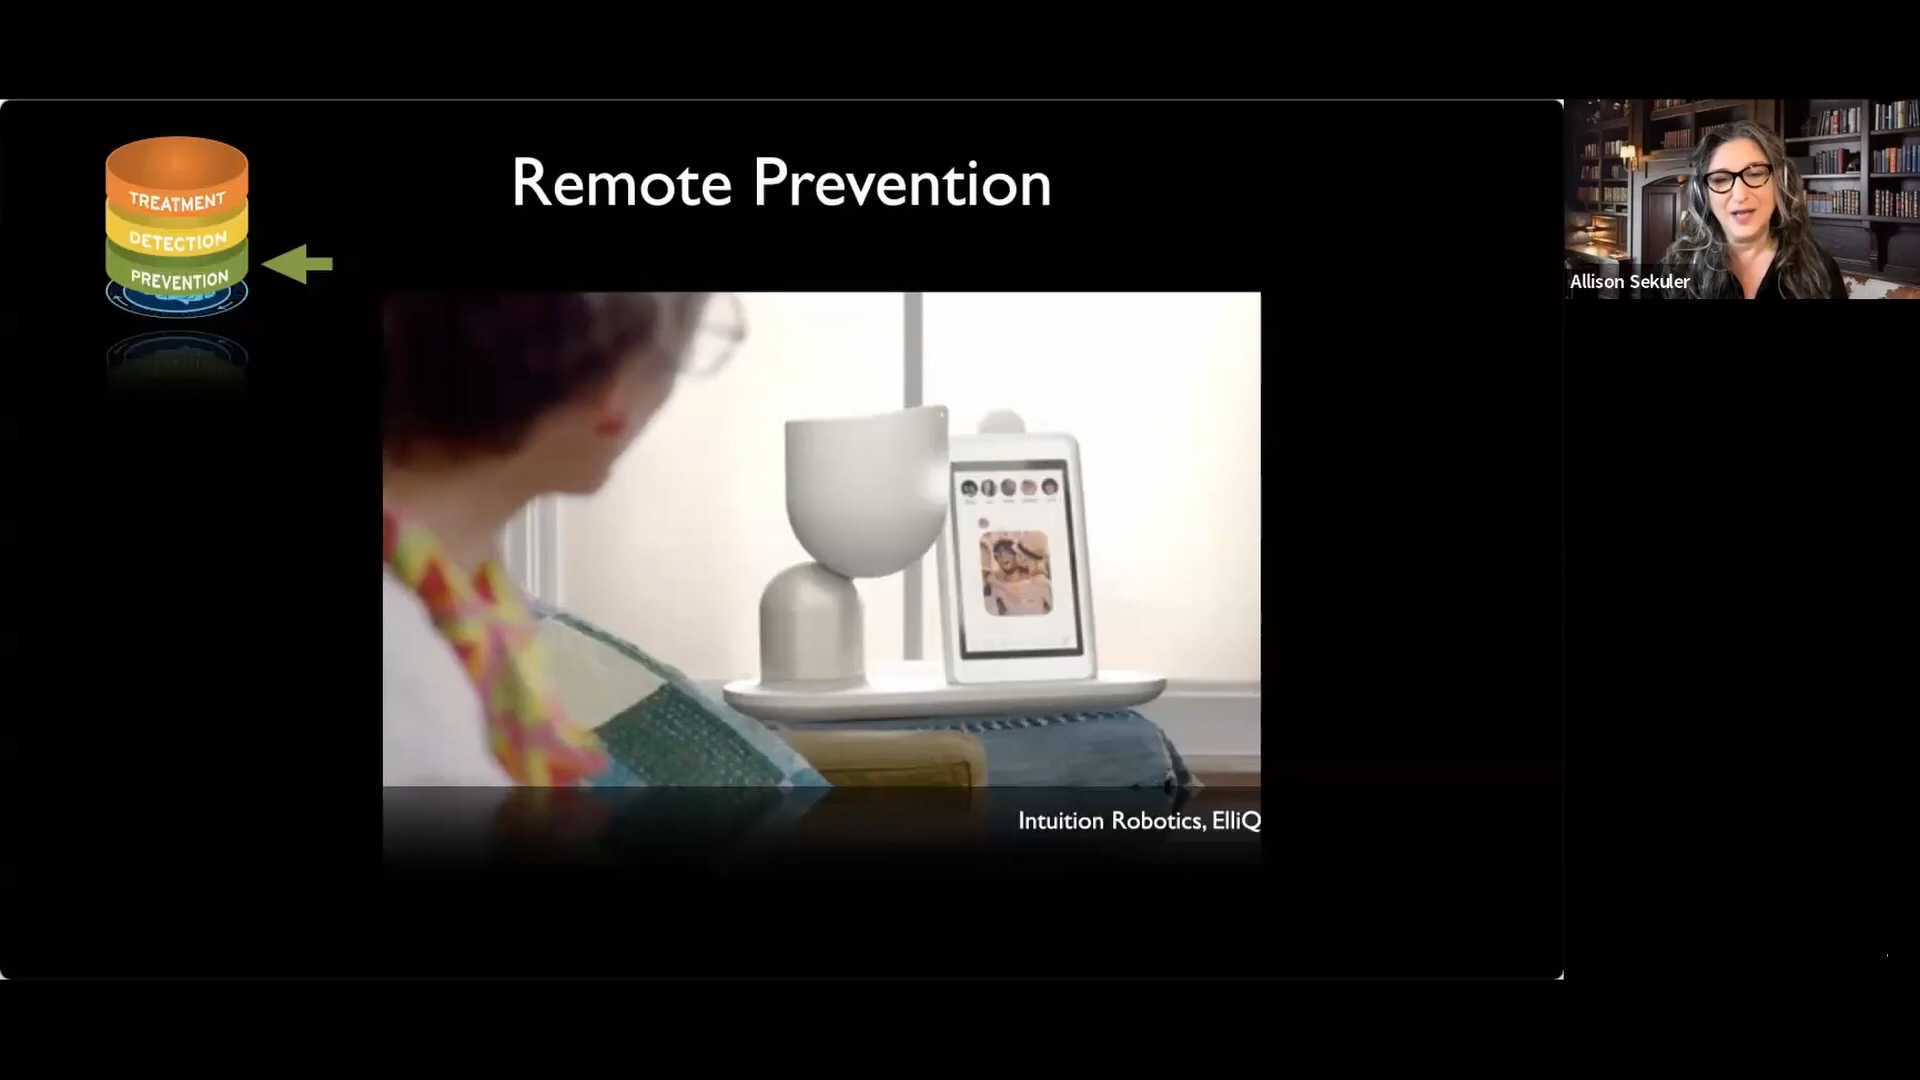 Remote Prevention
TREATMENT
DETECTION
PREVENTION
Intuition Robotics, ElliQ
Allison Sekuler